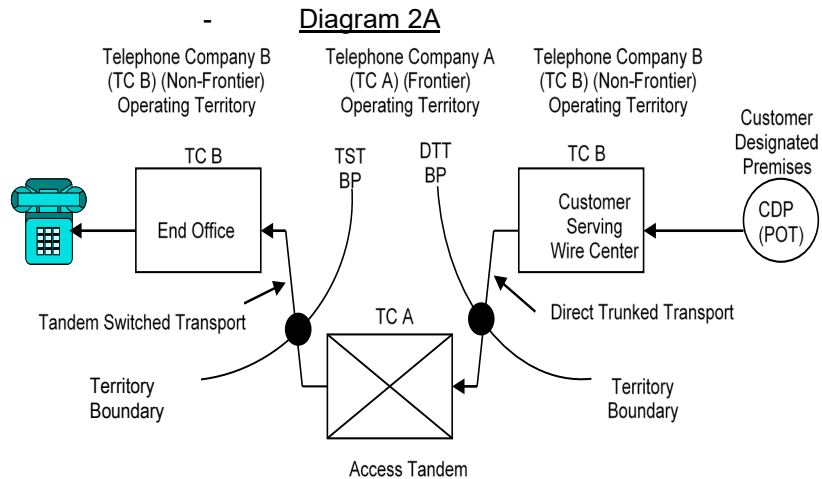 -
Diagram 2A
Telephone Company B
(TC B) (Non-Frontier)
Operating Territory
Telephone Company A
(TC A) (Frontier)
Operating Territory
Telephone Company B
(TC B) (Non-Frontier)
Operating Territory
Customer
Designated
Premises
TC B
TST
BP
DTT
BP
TC B
End Office
Customer
Serving
Wire Center
CDP
(POT)
Tandem Switched Transport
TC A
Direct Trunked Transport
Territory
Boundary
Territory
Boundary
Access Tandem